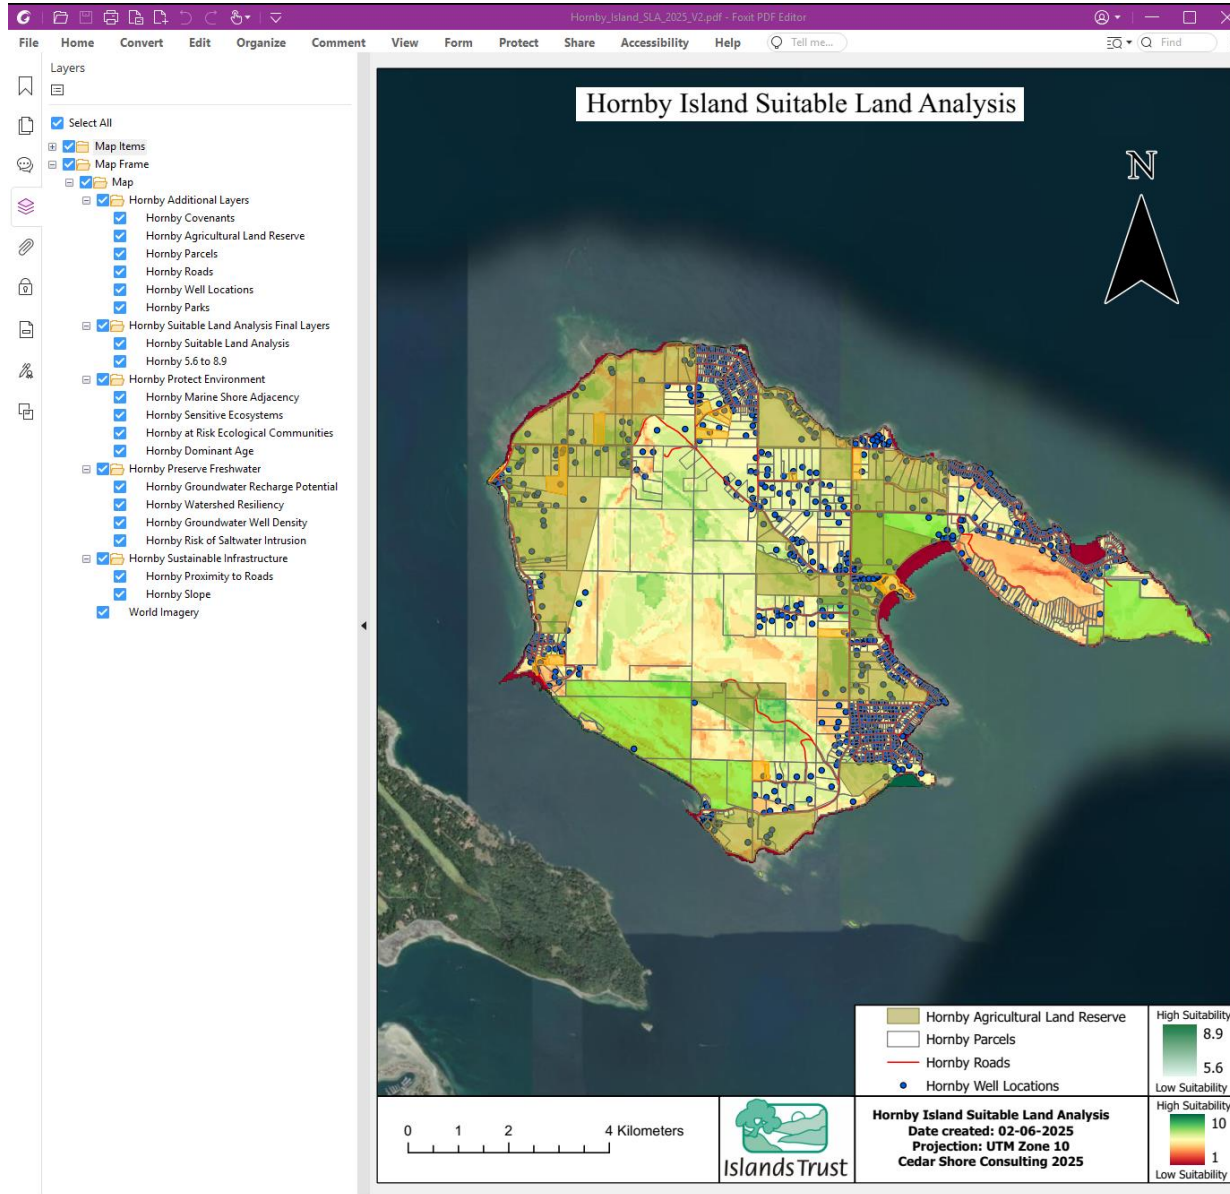 Hornby_Island_SLA_2025_V2.pdf - Foxit PDF Editor
File Home Convert Edit Organize Comment View Form Protect Share Accessibility Help Tell me... Find
Layers
Select All
Map Items
Map Frame
Map
Hornby Additional Layers
Hornby Covenants
Hornby Agricultural Land Reserve
Hornby Parcels
Hornby Roads
Hornby Well Locations
Hornby Parks
Hornby Suitable Land Analysis Final Layers
Hornby Suitable Land Analysis
Hornby 5.6 to 8.9
Hornby Protect Environment
Hornby Marine Shore Adjacency
Hornby Sensitive Ecosystems
Hornby at Risk Ecological Communities
Hornby Dominant Age
Hornby Preserve Freshwater
Hornby Groundwater Recharge Potential
Hornby Watershed Resiliency
Hornby Groundwater Well Density
Hornby Risk of Saltwater Intrusion
Hornby Sustainable Infrastructure
Hornby Proximity to Roads
Hornby Slope
World Imagery
Hornby Island Suitable Land Analysis
N
Hornby Agricultural Land Reserve
Hornby Parcels
Hornby Roads
Hornby Well Locations
High Suitability
8.9
5.6
Low Suitability
0 1 2 4 Kilometers
Islands Trust
Hornby Island Suitable Land Analysis
Date created: 02-06-2025
Projection: UTM Zone 10
Cedar Shore Consulting 2025
High Suitability
10
1
Low Suitability